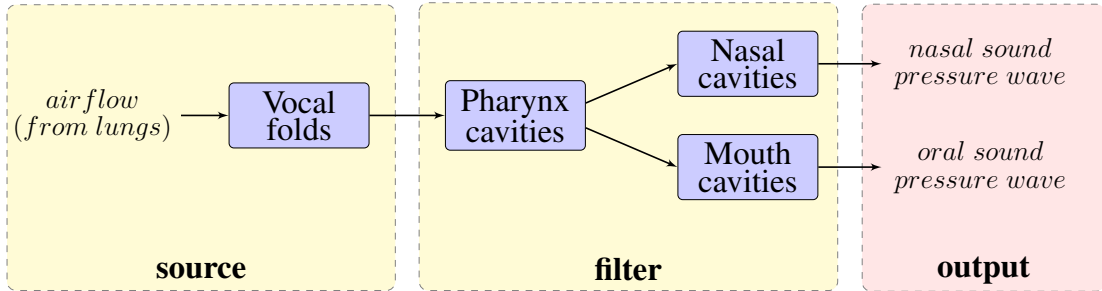 airflow
(from lungs)
Vocal
folds
Pharynx
cavities
Nasal
cavities
Mouth
cavities
nasal sound
pressure wave
oral sound
pressure wave
source
filter
output